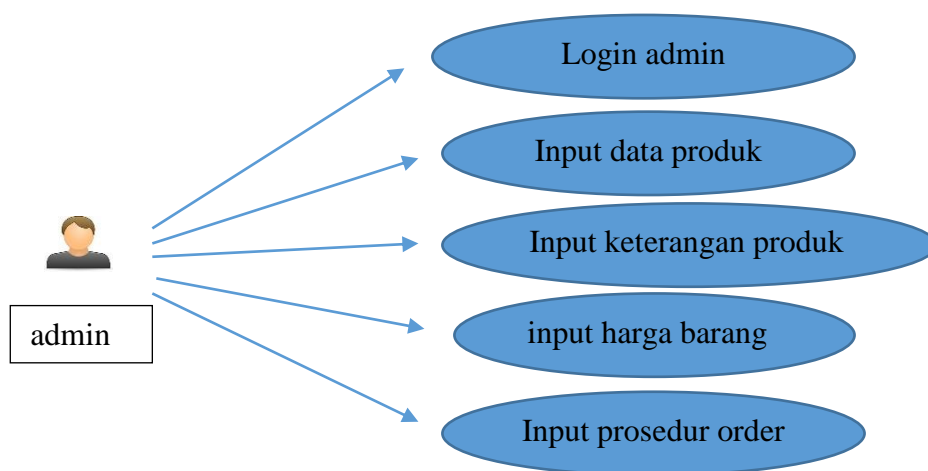 Login admin
Input data produk
Input keterangan produk
admin
input harga barang
Input prosedur order